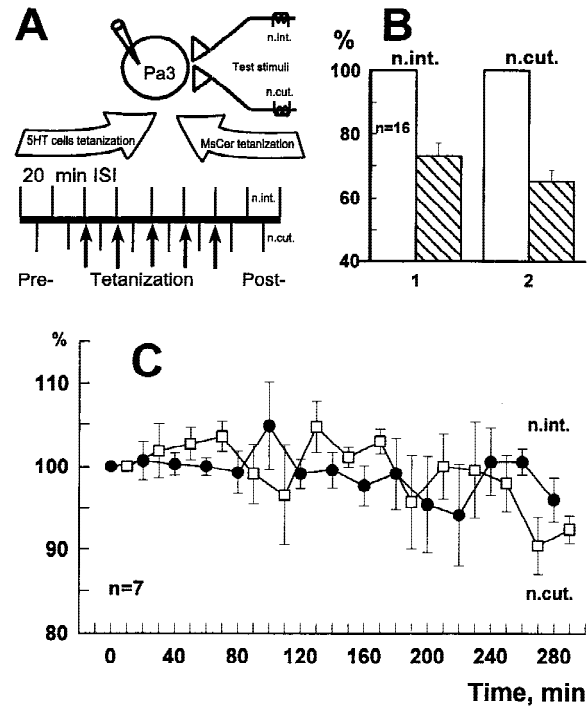 A
Pa3
n.int.
Test stimuli
n.cut.
5HT cells tetanization
MsCer tetanization
20 min ISI
n.int.
n.cut.
Pre- Tetanization Post-
B
%
n.int. n.cut.
100
80
60
40
n=16
1 2
C
%
110
100
90
80
n.int.
n.cut.
n=7
0 40 80 120 160 200 240 280
Time, min